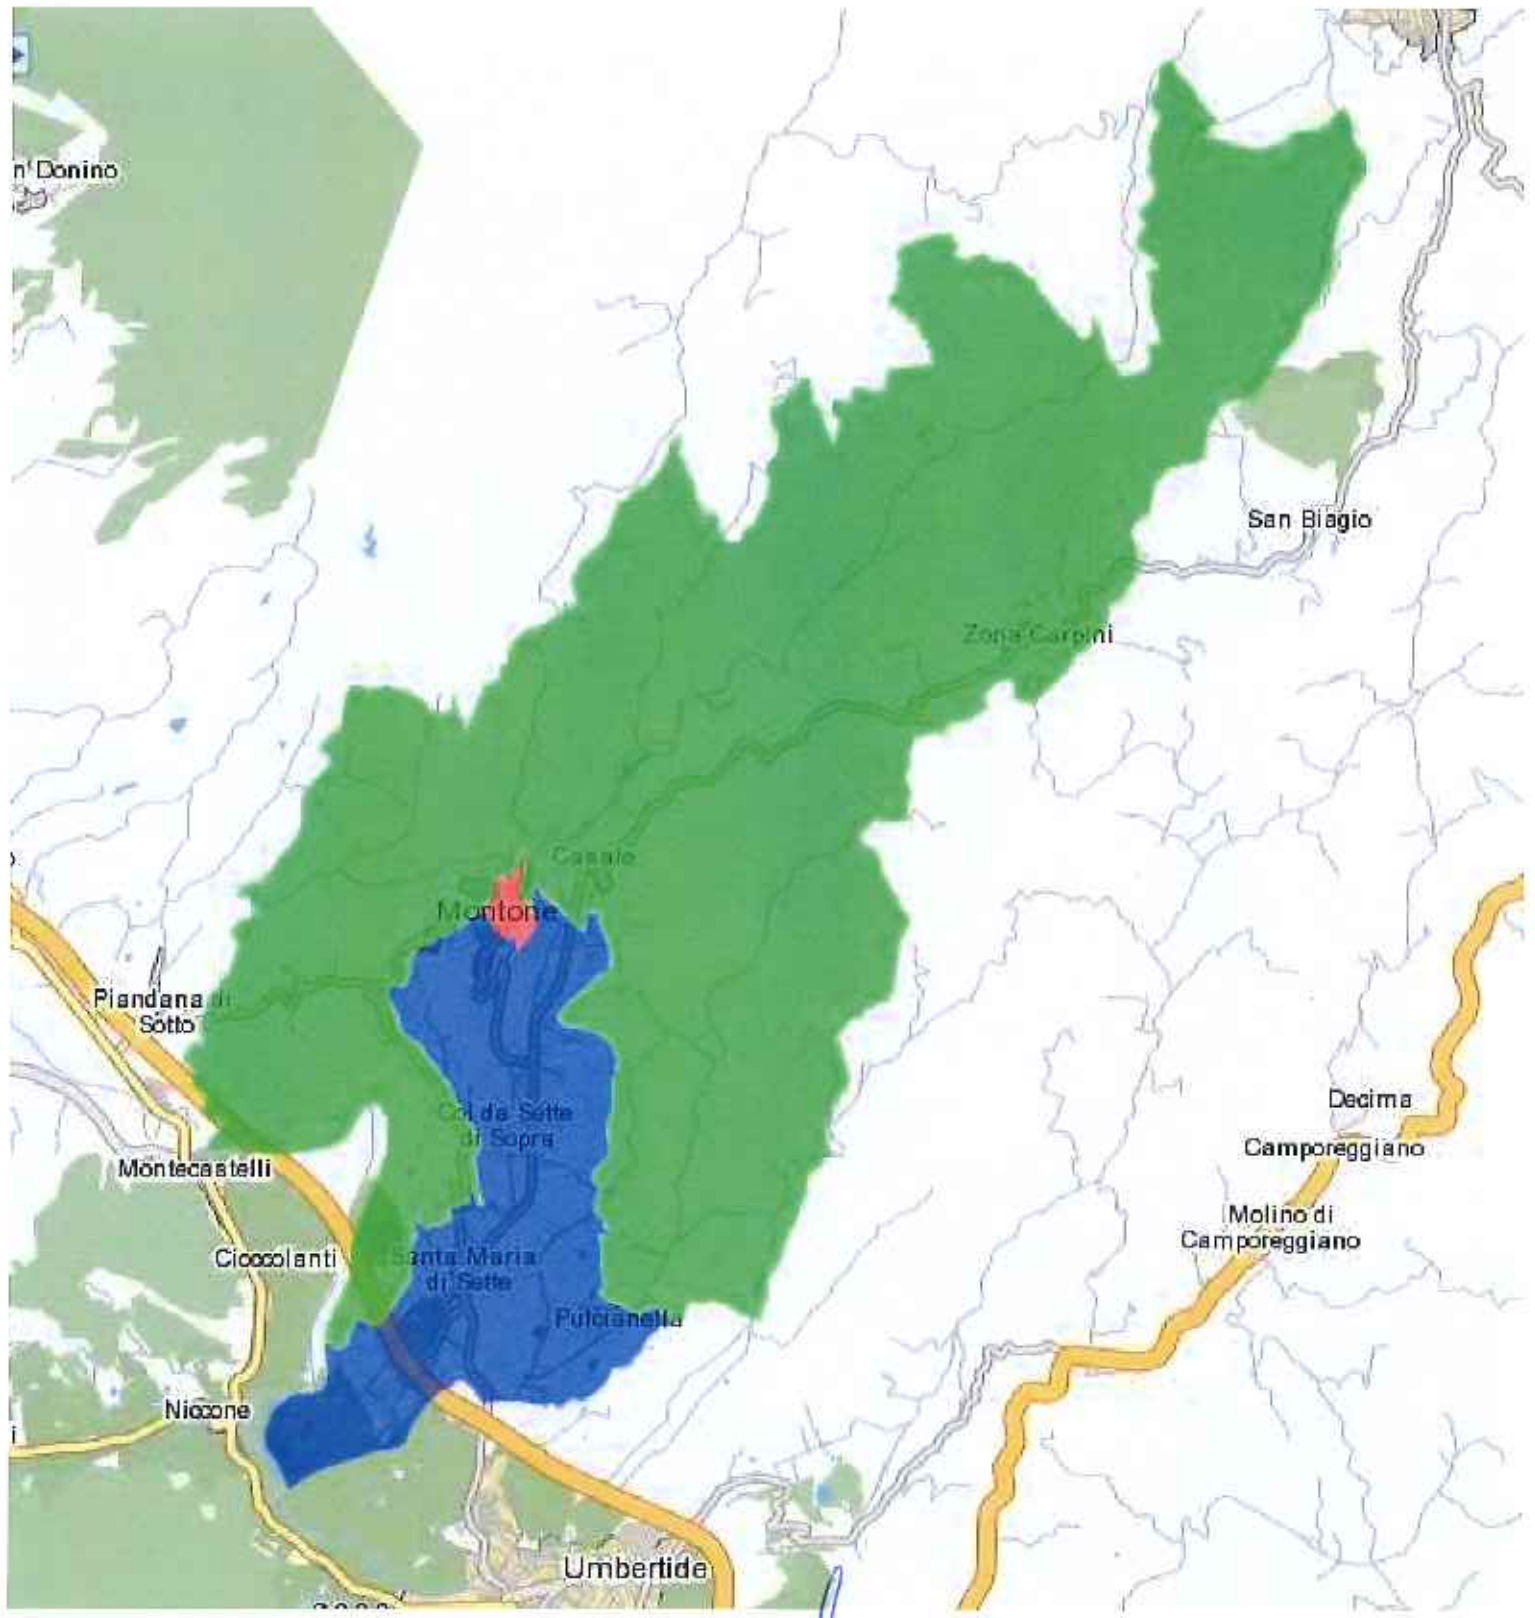 n'Donino
San Biagio
Zona Carpini
Casale
Montone
Piandana di
Sotto
Decima
Col da Sette
di Sopra
Camporeggiano
Montecastelli
Molino di
Camporeggiano
Cioccolanti
Santa Maria
di Sette
Pulcianella
Niccone
i
Umbertide